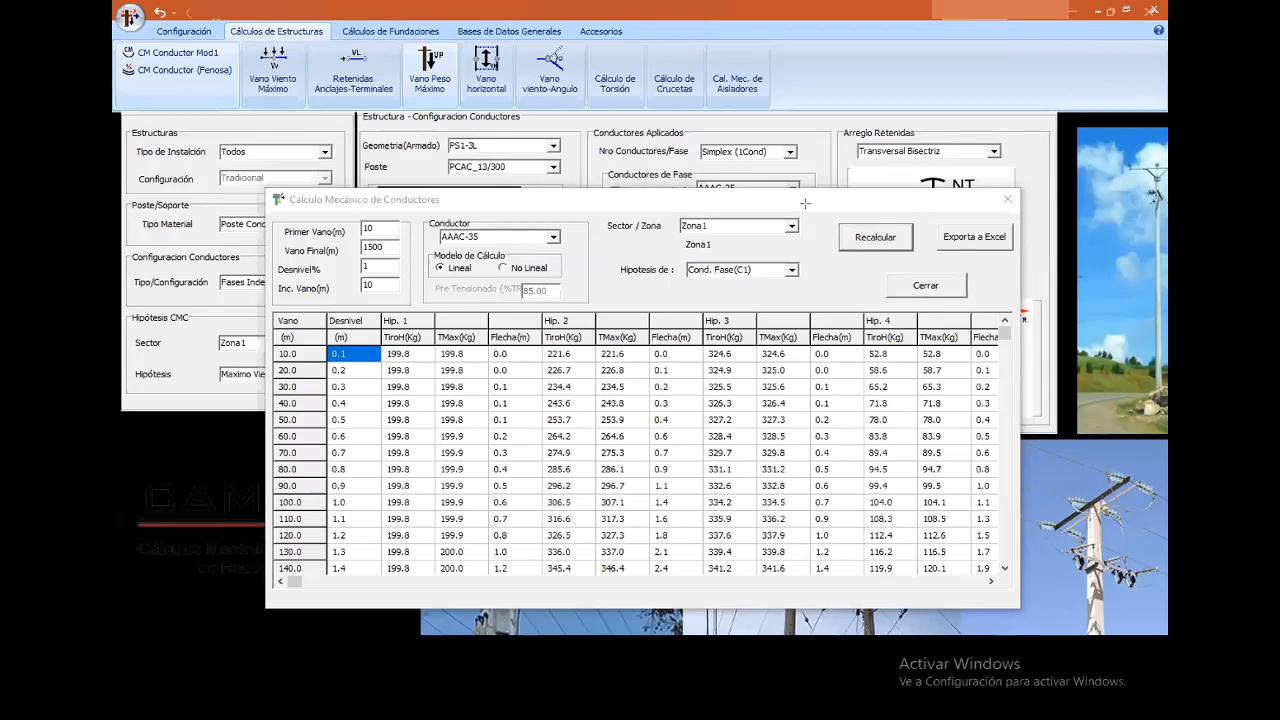 Configuración Cálculos de Estructuras Cálculos de Fundaciones Bases de Datos Generales Accesorios
CM Conductor Mod1
CM Conductor (Fenosa)
Vano Viento Máximo
Retenidas Anclajes-Terminales
Vano Peso Máximo
Vano horizontal
Vano viento-Angulo
Cálculo de Torsión
Cálculo de Crucetas
Cal. Mec. de Aisladores
Estructuras
Tipo de Instalción Todos
Configuración Tradicional
Poste/Soporte
Tipo Material Poste Conc
Configuracion Conductores
Tipo/Configuración Fases Inde
Hipótesis CMC
Sector Zona1
Hipótesis Maximo Vie
Estructura - Configuracion Conductores
Geometria(Armado) PS1-3L
Poste PCAC_13/300
Conductores Aplicados
Nro Conductores/Fase Simplex (1Cond)
Conductores de Fase
AAAC-35
Arreglo Retenidas
Transversal Bisectriz
NT
R
Cálculo Mecánico de Conductores
Primer Vano(m) 10
Vano Final(m) 1500
Desnivel% 1
Inc. Vano(m) 10
Conductor
AAAC-35
Modelo de Cálculo
Lineal No Lineal
Pre Tensionado (%TR 85.00
Sector / Zona Zona1
Zona1
Hipotesis de : Cond. Fase(C1)
Recalcular
Exporta a Excel
Cerrar
Vano Desnivel Hip. 1 Hip. 2 Hip. 3 Hip. 4
(m) (m) TiroH(Kg) TMax(Kg) Flecha(m) TiroH(Kg) TMax(Kg) Flecha(m) TiroH(Kg) TMax(Kg) Flecha(m) TiroH(Kg) TMax(Kg) Flecha
10.0 0.1 199.8 199.8 0.0 221.6 221.6 0.0 324.6 324.6 0.0 52.8 52.8 0.0
20.0 0.2 199.8 199.8 0.0 226.7 226.8 0.1 324.9 325.0 0.0 58.6 58.7 0.1
30.0 0.3 199.8 199.8 0.1 234.4 234.5 0.2 325.5 325.6 0.1 65.2 65.3 0.2
40.0 0.4 199.8 199.8 0.1 243.6 243.8 0.3 326.3 326.4 0.1 71.8 71.8 0.3
50.0 0.5 199.8 199.8 0.1 253.7 253.9 0.4 327.2 327.3 0.2 78.0 78.0 0.4
60.0 0.6 199.8 199.9 0.2 264.2 264.6 0.6 328.4 328.5 0.3 83.8 83.9 0.5
70.0 0.7 199.8 199.9 0.3 274.9 275.3 0.7 329.7 329.8 0.4 89.4 89.5 0.6
80.0 0.8 199.8 199.9 0.4 285.6 286.1 0.9 331.1 331.2 0.5 94.5 94.7 0.8
90.0 0.9 199.8 199.9 0.5 296.2 296.7 1.1 332.6 332.8 0.6 99.4 99.4 1.0
100.0 1.0 199.8 199.9 0.6 306.5 307.1 1.4 334.2 334.5 0.7 104.0 104.1 1.1
110.0 1.1 199.8 199.9 0.7 316.6 317.3 1.6 335.9 336.2 0.9 108.3 108.5 1.3
120.0 1.2 199.8 199.9 0.8 326.5 327.3 1.8 337.6 337.9 1.0 112.4 112.6 1.5
130.0 1.3 199.8 200.0 1.0 336.0 337.0 2.1 339.4 339.8 1.2 116.2 116.5 1.7
140.0 1.4 199.8 200.0 1.2 345.4 346.4 2.4 341.2 341.6 1.4 119.9 120.1 1.9
CAM
Cálculos Mecánic
de Re
Activar Windows
Ve a Configuración para activar Windows.